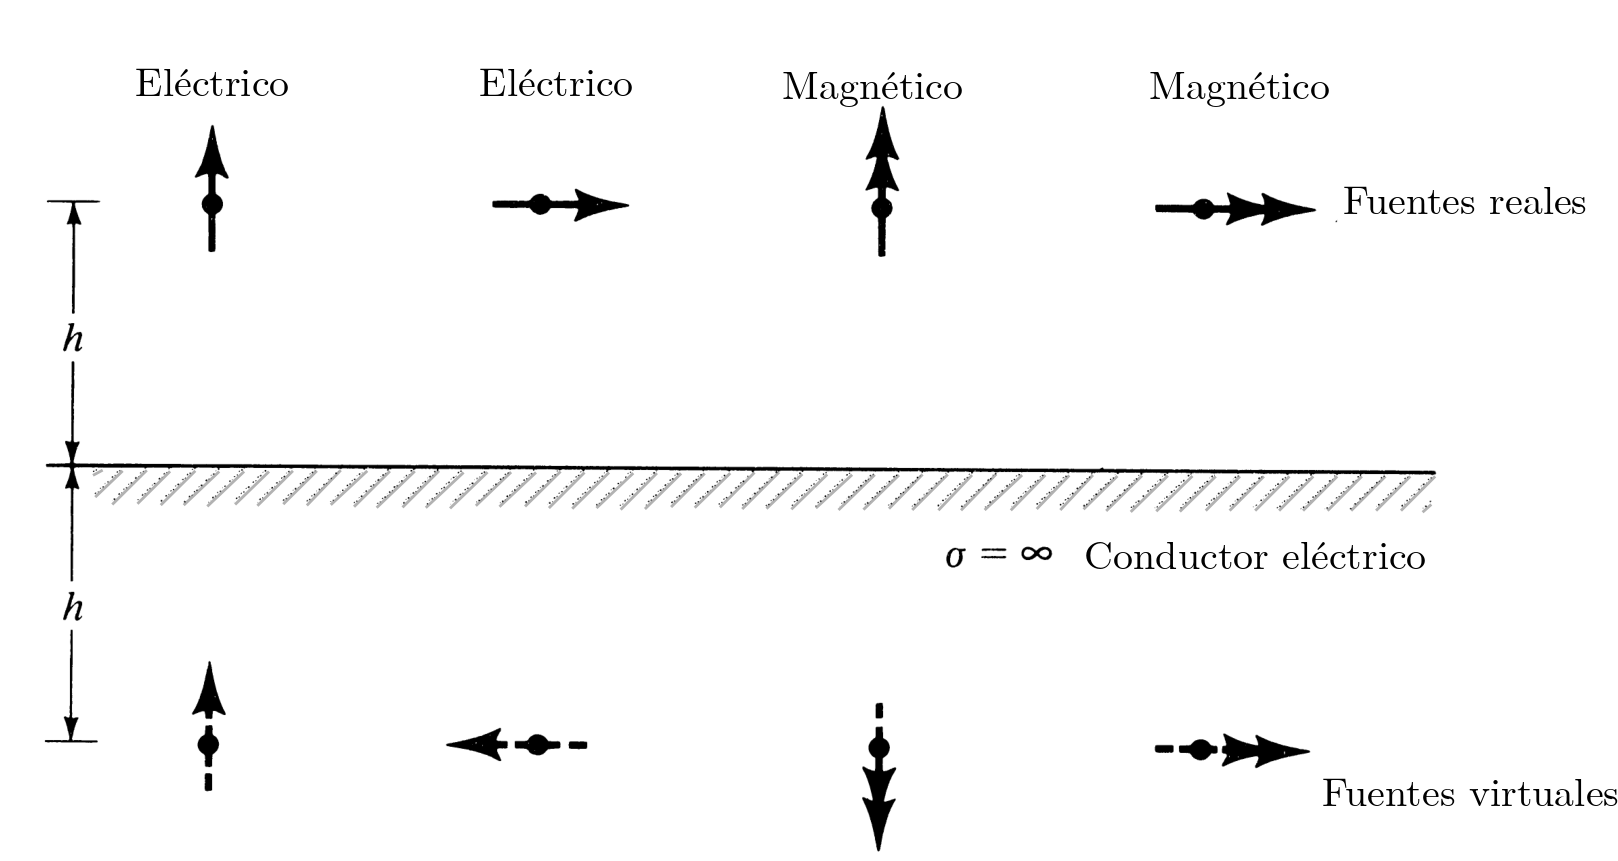 Eléctrico Eléctrico Magnético Magnético
Fuentes reales
h
σ = ∞ Conductor eléctrico
h
Fuentes virtuales